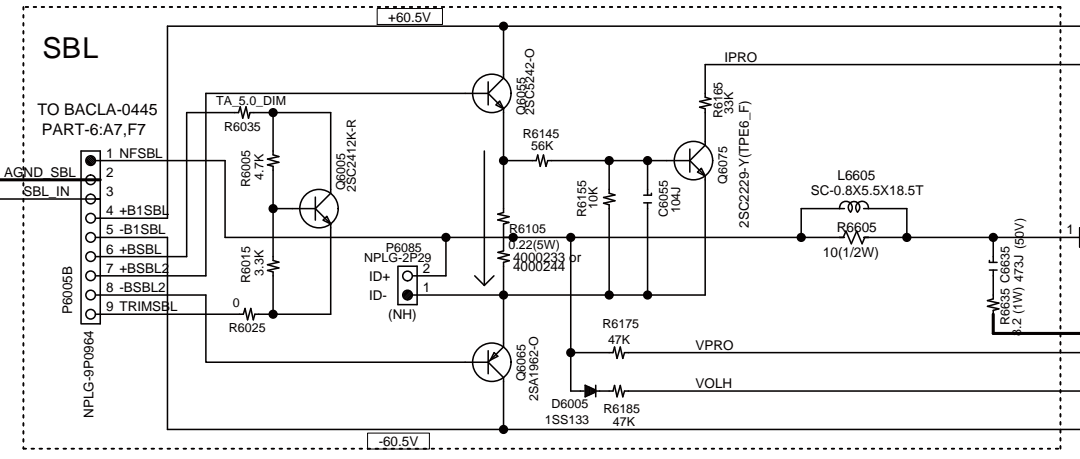 +60.5V
SBL
IPRO
TO BACLA-0445
PART-6:A7,F7
TA_5.0_DIM
R6035
Q6055
2SC5242-O
R6165
33K
R6145
56K
Q6075
2SC2229-Y(TPE6_F)
1 NFSBL
AGND_SBL 2
SBL_IN 3
4 +B1SBL
5 -B1SBL
6 +BSBL
7 +BSBL2
8 -BSBL2
9 TRIMSBL
P6005B
NPLG-9P0964
R6005
4.7K
Q6005
2SC2412K-R
R6015
3.3K
0
R6025
R6155
10K
C6055
104J
L6605
SC-0.8X5.5X18.5T
R6605
10(1/2W)
R6105
0.22(5W)
4000233 or
4000244
P6085
NPLG-2P29
ID+ 2
ID- 1
(NH)
1
C6635
473J (50V)
R6635
8.2 (1W)
R6175
47K
VPRO
Q6065
2SA1962-O
VOLH
D6005
1SS133
R6185
47K
-60.5V